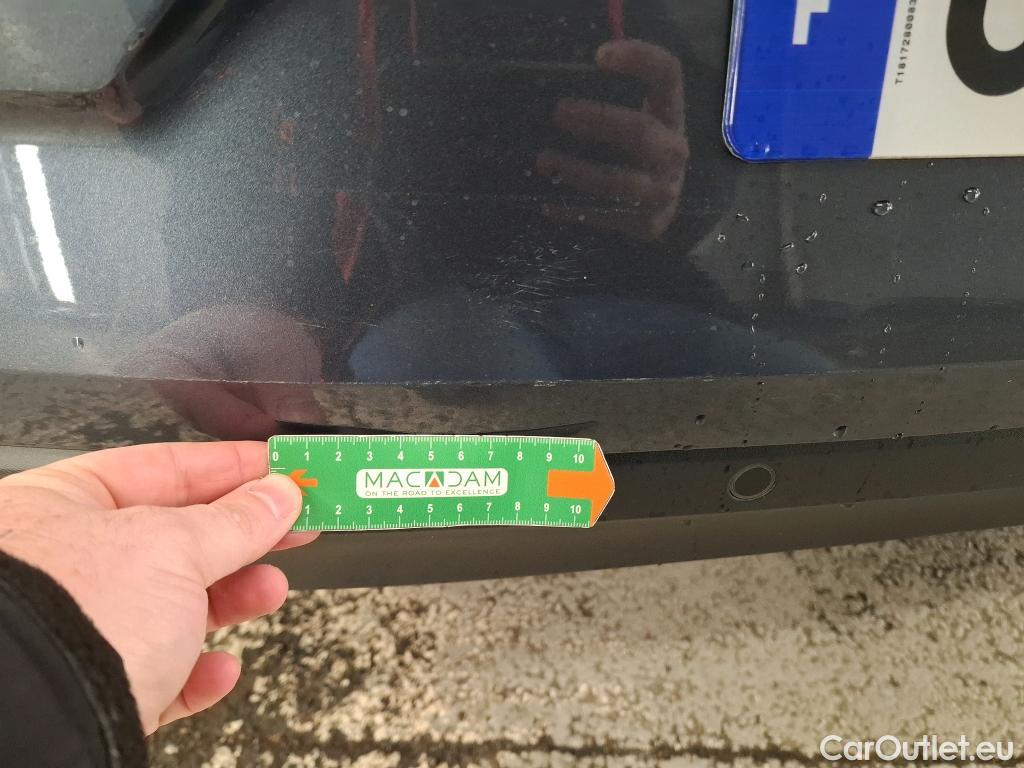 T
T1817280083
0 1 2 3 4 5 6 7 8 9 10
MACADAM
ON THE ROAD TO EXCELLENCE
1 2 3 4 5 6 7 8 9 10
CarOutlet.eu